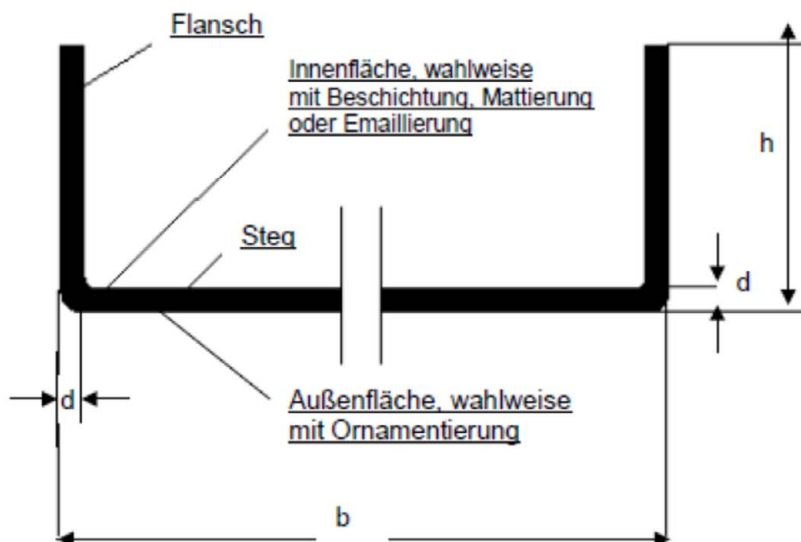 Flansch
Innenfläche, wahlweise
mit Beschichtung, Mattierung
oder Emaillierung
h
Steg
d
d
Außenfläche, wahlweise
mit Ornamentierung
b